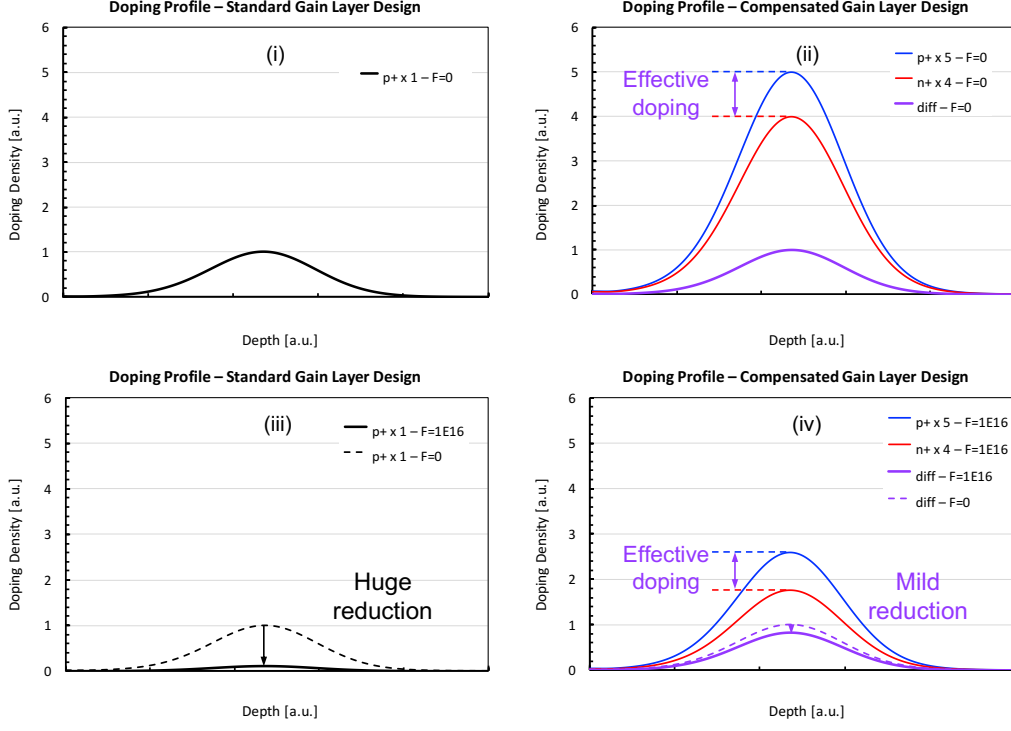 Doping Profile – Standard Gain Layer Design
6
5
4
3
2
1
0
Doping Density [a.u.]
Depth [a.u.]
(i)
p+ x 1 – F=0
Doping Profile – Compensated Gain Layer Design
6
5
4
3
2
1
0
Doping Density [a.u.]
Depth [a.u.]
(ii)
p+ x 5 – F=0
n+ x 4 – F=0
diff – F=0
Effective
doping
Doping Profile – Standard Gain Layer Design
6
5
4
3
2
1
0
Doping Density [a.u.]
Depth [a.u.]
(iii)
p+ x 1 – F=1E16
p+ x 1 – F=0
Huge
reduction
Doping Profile – Compensated Gain Layer Design
6
5
4
3
2
1
0
Doping Density [a.u.]
Depth [a.u.]
(iv)
p+ x 5 – F=1E16
n+ x 4 – F=1E16
diff – F=1E16
diff – F=0
Effective
doping
Mild
reduction